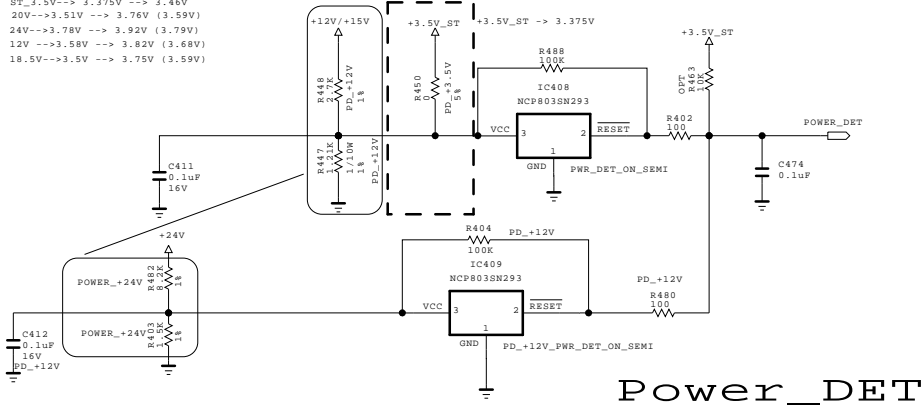 ST_3.5V--> 3.375V --> 3.46V
20V-->3.51V --> 3.76V (3.59V)
24V-->3.78V --> 3.92V (3.79V)
12V -->3.58V --> 3.82V (3.68V)
18.5V-->3.5V --> 3.75V (3.59V)
+12V/+15V
+3.5V_ST
+3.5V_ST -> 3.375V
+3.5V_ST
R448
2.7K
PD_+12V
1%
R450
0
PD_+3.5V
5%
R488
100K
IC408
NCP803SN293
OPT
R463
10K
VCC
3
2
RESET
1
GND
PWR_DET_ON_SEMI
R402
100
POWER_DET
C474
0.1uF
R447
1.21K
1/10W
1%
PD_+12V
C411
0.1uF
16V
+24V
POWER_+24V
R482
8.2K
1%
POWER_+24V
R403
1.5K
1%
C412
0.1uF
16V
PD_+12V
R404
100K
PD_+12V
IC409
NCP803SN293
VCC
3
2
RESET
1
GND
PD_+12V_PWR_DET_ON_SEMI
PD_+12V
R480
100
Power_DET